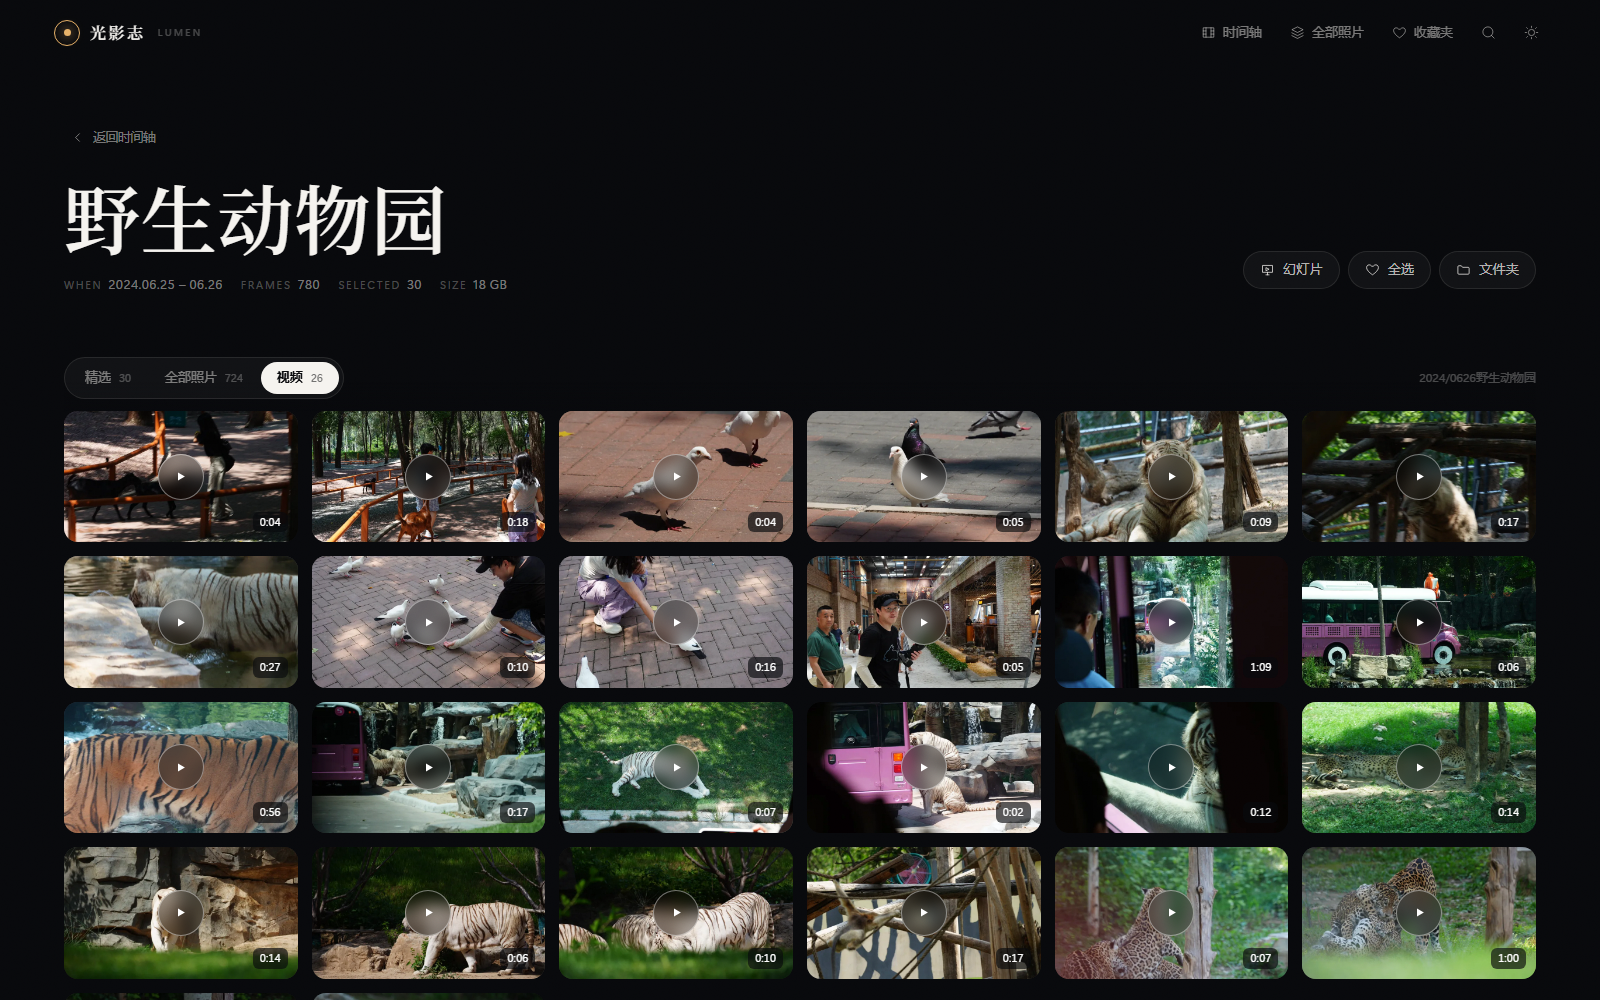 光影志 LUMEN 时间轴 全部照片 收藏夹
返回时间轴
野生动物园
WHEN 2024.06.25 – 06.26 FRAMES 780 SELECTED 30 SIZE 18 GB
幻灯片 全选 文件夹
精选 30 全部照片 724 视频 26
2024/0626野生动物园
0:04 0:18 0:04 0:05 0:09 0:17
0:27 0:10 0:16 0:05 1:09 0:06
0:56 0:17 0:07 0:02 0:12 0:14
0:14 0:06 0:10 0:17 0:07 1:00